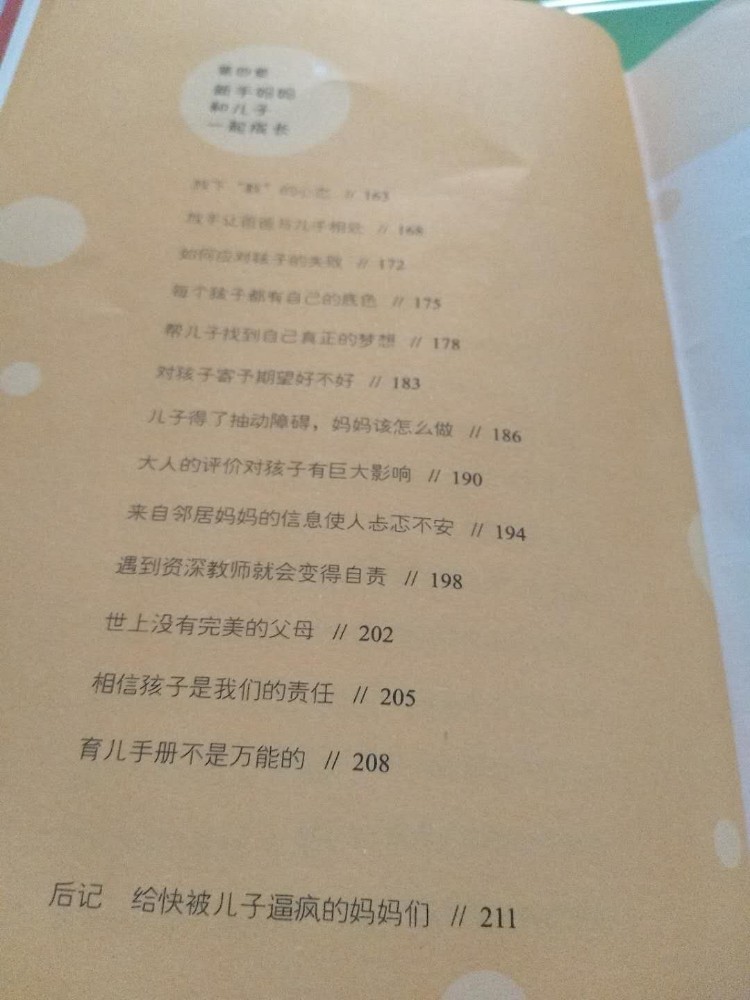 第四章
新手妈妈
和儿子
一起成长
放下“数”的心态 // 163
放手让爸爸与儿子相处 // 168
如何应对孩子的失败 // 172
每个孩子都有自己的底色 // 175
帮儿子找到自己真正的梦想 // 178
对孩子寄予期望好不好 // 183
儿子得了抽动障碍，妈妈该怎么做 // 186
大人的评价对孩子有巨大影响 // 190
来自邻居妈妈的信息使人忐忑不安 // 194
遇到资深教师就会变得自责 // 198
世上没有完美的父母 // 202
相信孩子是我们的责任 // 205
育儿手册不是万能的 // 208
后记 给快被儿子逼疯的妈妈们 // 211